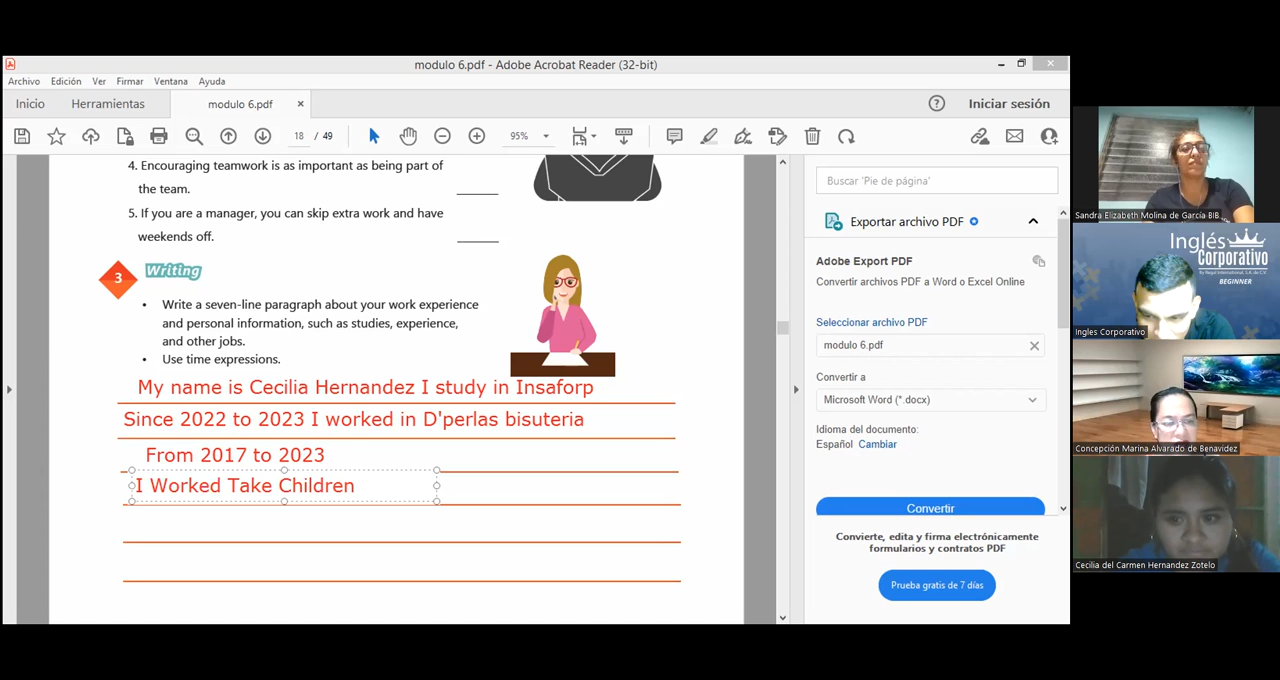 modulo 6.pdf - Adobe Acrobat Reader (32-bit)
Archivo Edición Ver Firmar Ventana Ayuda
Inicio Herramientas modulo 6.pdf × Iniciar sesión
18 / 49 95%
4. Encouraging teamwork is as important as being part of
the team. ______
5. If you are a manager, you can skip extra work and have
weekends off. ______
3 Writing
• Write a seven-line paragraph about your work experience
and personal information, such as studies, experience,
and other jobs.
• Use time expressions.
My name is Cecilia Hernandez I study in Insaforp
Since 2022 to 2023 I worked in D'perlas bisuteria
From 2017 to 2023
I Worked Take Children
Buscar 'Pie de página'
Exportar archivo PDF
Adobe Export PDF
Convertir archivos PDF a Word o Excel Online
Seleccionar archivo PDF
modulo 6.pdf
Convertir a
Microsoft Word (*.docx)
Idioma del documento:
Español Cambiar
Convertir
Convierte, edita y firma electrónicamente
formularios y contratos PDF
Prueba gratis de 7 días
Sandra Elizabeth Molina de García BIB.
Inglés
Corporativo
By Regal International, S.A. de C.V.
BEGINNER
Ingles Corporativo
Concepción Marina Alvarado de Benavidez
Cecilia del Carmen Hernandez Zotelo